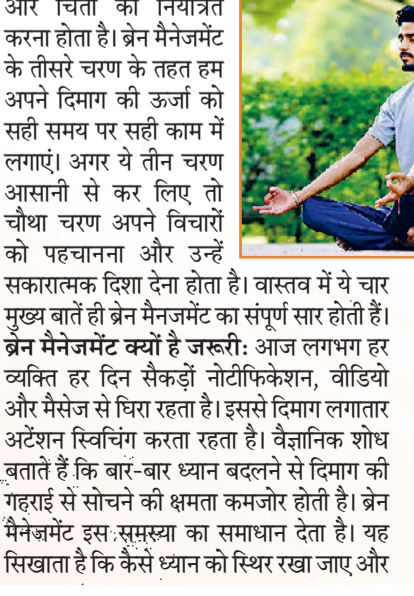 और चिंता को नियंत्रित
करना होता है। ब्रेन मैनेजमेंट
के तीसरे चरण के तहत हम
अपने दिमाग की ऊर्जा को
सही समय पर सही काम में
लगाएं। अगर ये तीन चरण
आसानी से कर लिए तो
चौथा चरण अपने विचारों
को पहचानना और उन्हें
सकारात्मक दिशा देना होता है। वास्तव में ये चार
मुख्य बातें ही ब्रेन मैनजमेंट का संपूर्ण सार होती हैं।
ब्रेन मैनेजमेंट क्यों है जरूरी: आज लगभग हर
व्यक्ति हर दिन सैकड़ों नोटीफिकेशन, वीडियो
और मैसेज से घिरा रहता है। इससे दिमाग लगातार
अटेंशन स्विचिंग करता रहता है। वैज्ञानिक शोध
बताते हैं कि बार-बार ध्यान बदलने से दिमाग की
गहराई से सोचने की क्षमता कमजोर होती है। ब्रेन
मैनेजमेंट इस समस्या का समाधान देता है। यह
सिखाता है कि कैसे ध्यान को स्थिर रखा जाए और